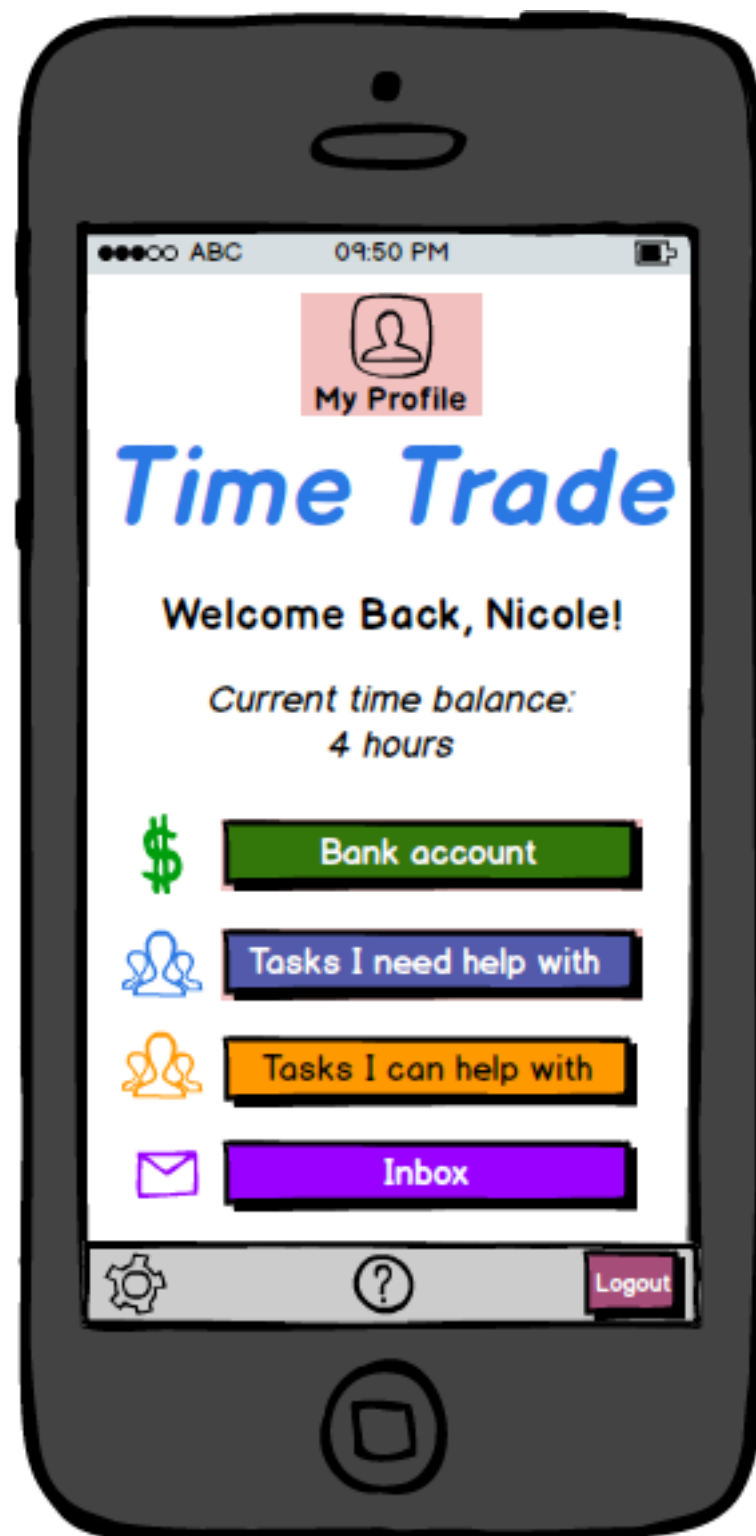 ABC 09:50 PM
My Profile
Time Trade
Welcome Back, Nicole!
Current time balance:
4 hours
$ Bank account
Tasks I need help with
Tasks I can help with
Inbox
? Logout